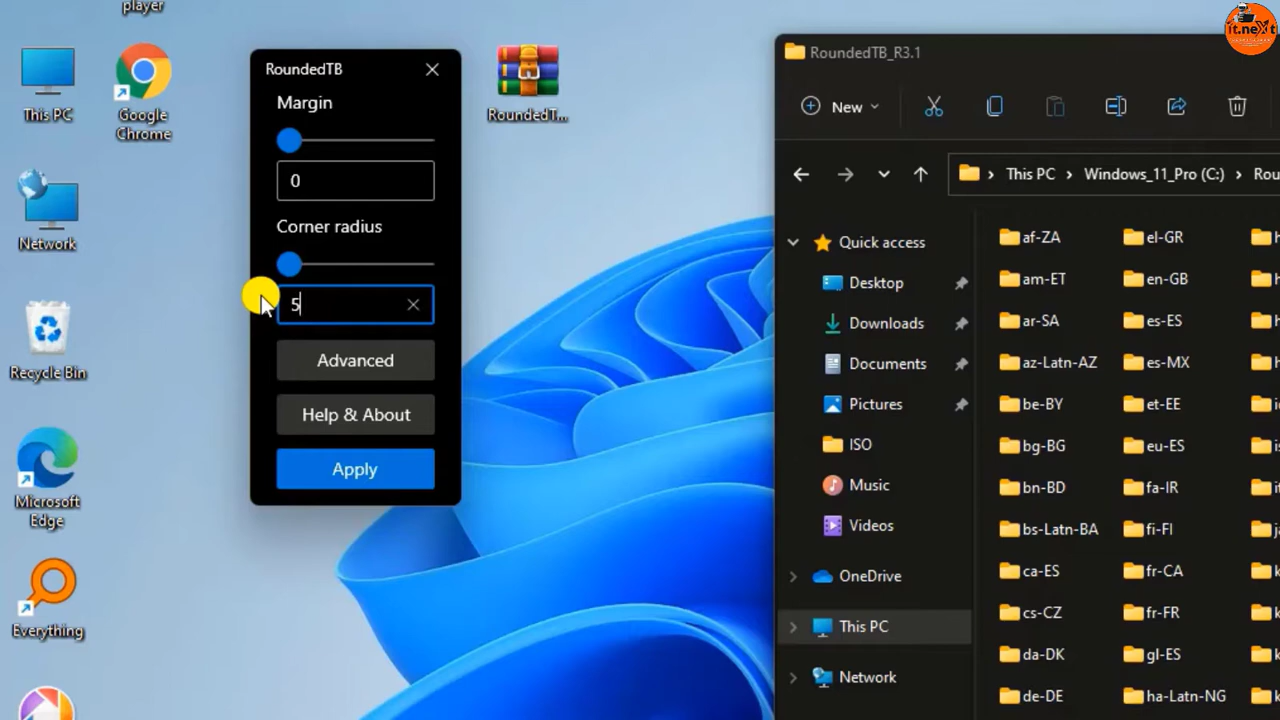 player
This PC
Google
Chrome
Network
Recycle Bin
Microsoft
Edge
Everything
RoundedTB
Margin
0
Corner radius
5
Advanced
Help & About
Apply
RoundedT...
it.neXt
RoundedTB_R3.1
New
This PC
Windows_11_Pro (C:)
Rou
Quick access
Desktop
Downloads
Documents
Pictures
ISO
Music
Videos
OneDrive
This PC
Network
af-ZA
am-ET
ar-SA
az-Latn-AZ
be-BY
bg-BG
bn-BD
bs-Latn-BA
ca-ES
cs-CZ
da-DK
de-DE
el-GR
en-GB
es-ES
es-MX
et-EE
eu-ES
fa-IR
fi-FI
fr-CA
fr-FR
gl-ES
ha-Latn-NG